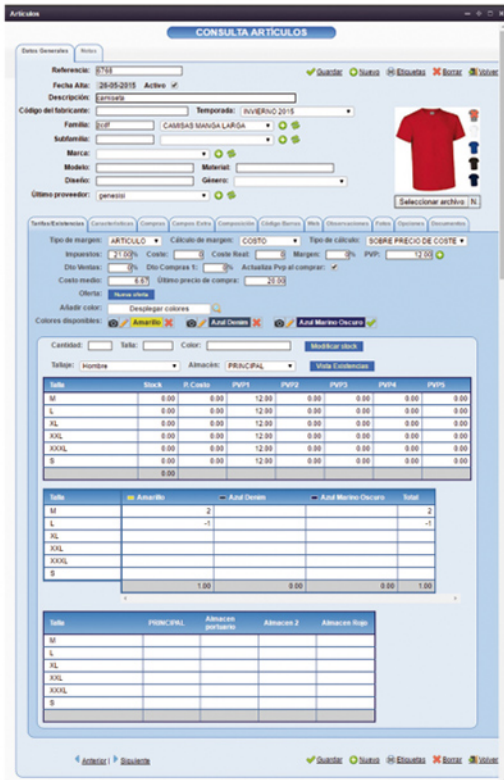 Artículos
CONSULTA ARTÍCULOS
Datos Generales Notas
Referencia: 6766
Guardar Nuevo Etiquetas Borrar Volver
Fecha Alta: 28-05-2015 Activo
Descripción: camiseta
Código del fabricante: Temporada: INVIERNO 2015
Familia: pcdf CAMISAS MANGA LARGA
Subfamilia:
Marca:
Modelo: Material:
Diseño: Género:
Último proveedor: genesisi
Seleccionar archivo N.
Tarifas/Existencias Características Compras Campos Extra Composición Código Barras Web Observaciones Fotos Opciones Documentos
Tipo de margen: ARTICULO Cálculo de margen: COSTO Tipo de cálculo: SOBRE PRECIO DE COSTE
Impuestos: 21.00% Coste: 0 Coste Real: 0 Margen: 0% PVP: 12.00
Dto Ventas: 0% Dto Compras 1: 0% Actualiza Pvp al comprar:
Costo medio: 6.67 Último precio de compra: 20.00
Oferta: Nueva oferta
Añadir color: Desplegar colores
Colores disponibles: Amarillo Azul Denim Azul Marino Oscuro
Cantidad: Talla: Color: Modificar stock
Tallaje: Hombre Almacén: PRINCIPAL Vista Existencias
Talla Stock P.Costo PVP1 PVP2 PVP3 PVP4 PVP5
M 0.00 0.00 12.00 0.00 0.00 0.00 0.00
L 0.00 0.00 12.00 0.00 0.00 0.00 0.00
XL 0.00 0.00 12.00 0.00 0.00 0.00 0.00
XXL 0.00 0.00 12.00 0.00 0.00 0.00 0.00
XXXL 0.00 0.00 12.00 0.00 0.00 0.00 0.00
S 0.00 0.00 12.00 0.00 0.00 0.00 0.00
0.00
Talla Amarillo Azul Denim Azul Marino Oscuro Total
M 2 2
L -1 -1
XL
XXL
XXXL
S
1.00 0.00 0.00 1.00
Talla PRINCIPAL Almacen portuario Almacen 2 Almacen Rojo
M
L
XL
XXL
XXXL
S
Anterior | Siguiente
Guardar Nuevo Etiquetas Borrar Volver